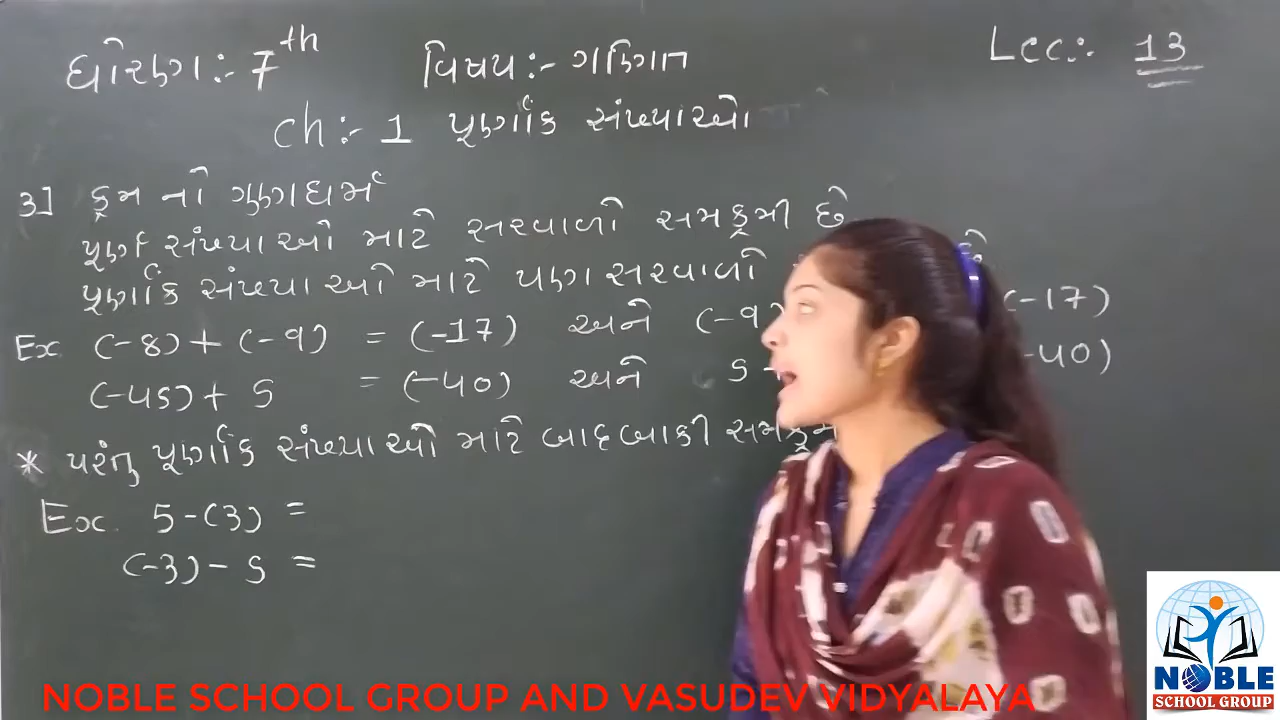 ધોરણ:- 7th વિષય:- ગણિત Lec:- 13
ch:- 1 પૂર્ણાંક સંખ્યાઓ
3] ક્રમ નો ગુણધર્મ
પૂર્ણ સંખ્યાઓ માટે સરવાળો સમક્રમી છે
પૂર્ણાંક સંખ્યાઓ માટે પણ સરવાળો
Ex. (-8) + (-9) = (-17) અને (-9) (-17)
(-45) + 5 = (-40) અને 5 -40)
* પરંતુ પૂર્ણાંક સંખ્યાઓ માટે બાદબાકી
Ex. 5-(3) =
(-3) - 5 =
NOBLE SCHOOL GROUP AND VASUDEV VIDYALAYA
NOBLE
SCHOOL GROUP